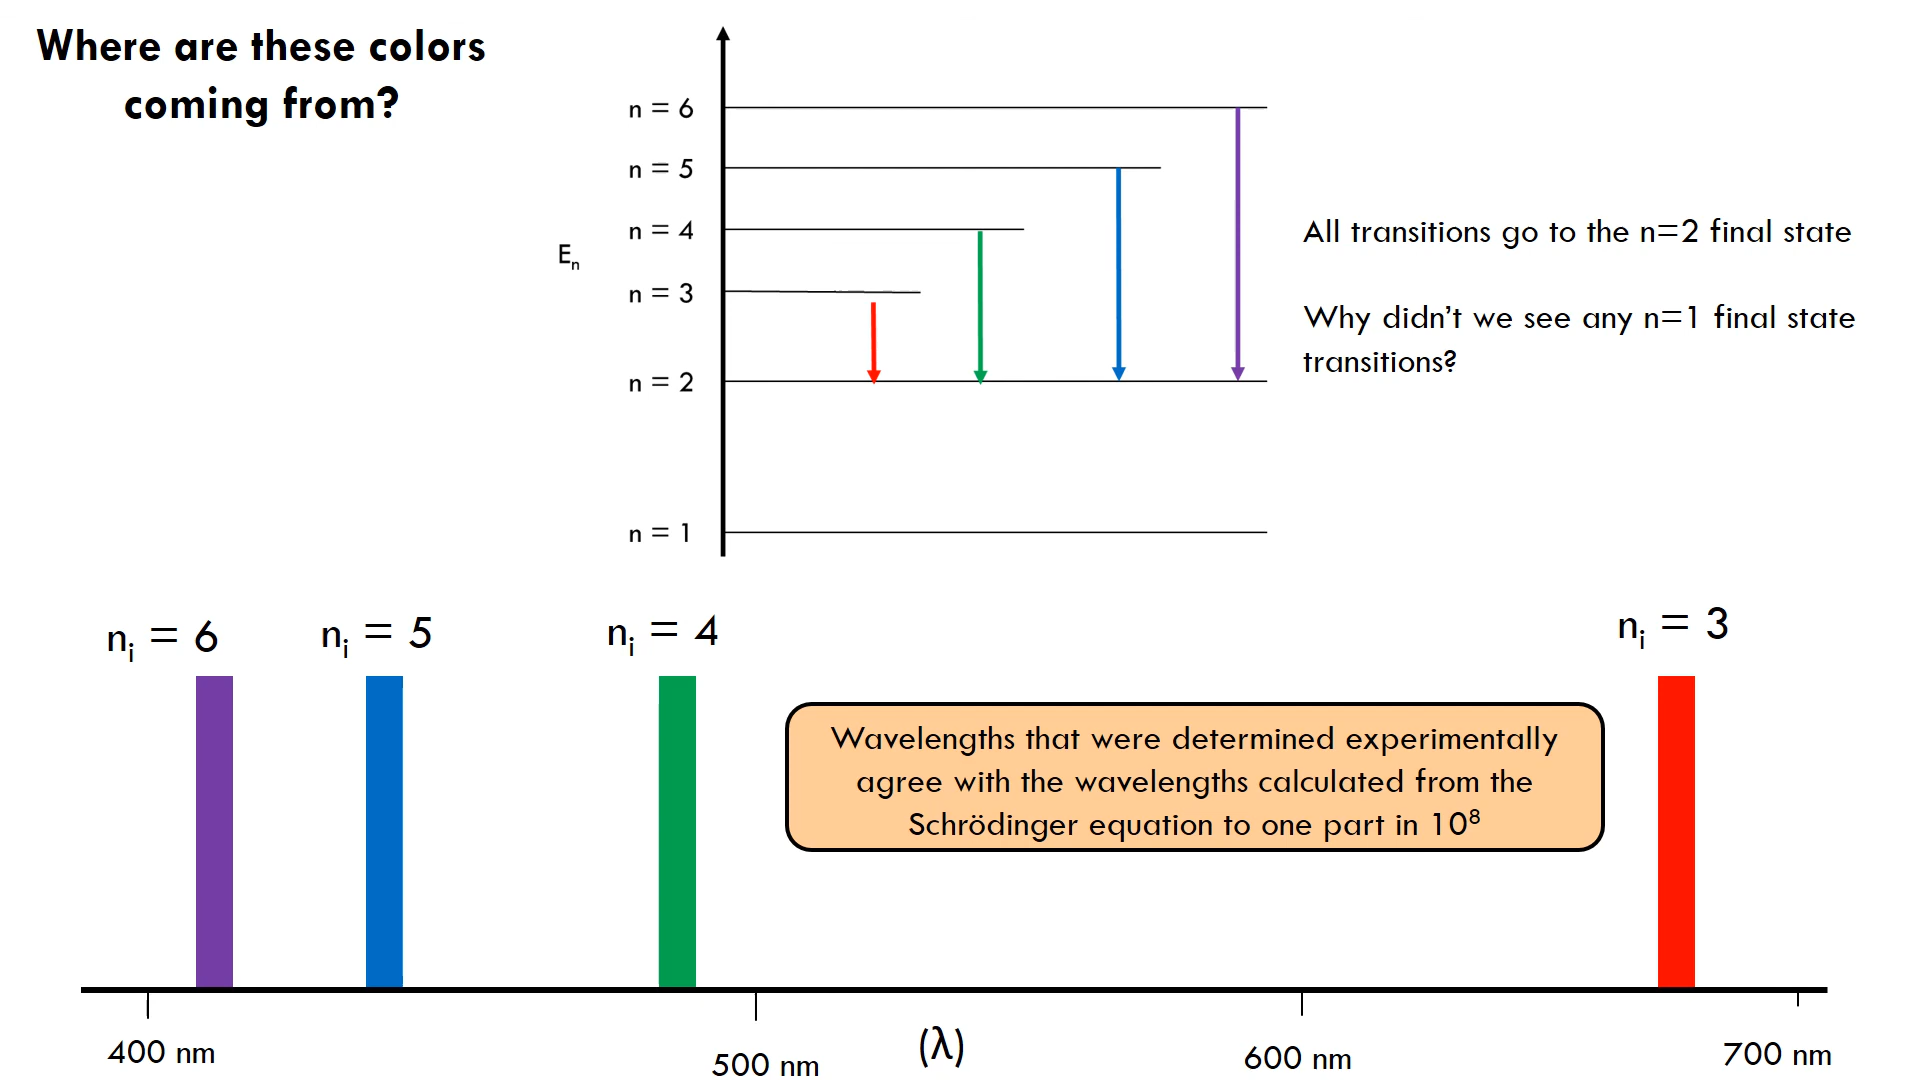 Where are these colors
coming from?
n = 6
n = 5
n = 4
Eₙ
n = 3
n = 2
n = 1
All transitions go to the n=2 final state
Why didn’t we see any n=1 final state
transitions?
nᵢ = 6
nᵢ = 5
nᵢ = 4
nᵢ = 3
Wavelengths that were determined experimentally
agree with the wavelengths calculated from the
Schrödinger equation to one part in 10⁸
400 nm
500 nm
(λ)
600 nm
700 nm